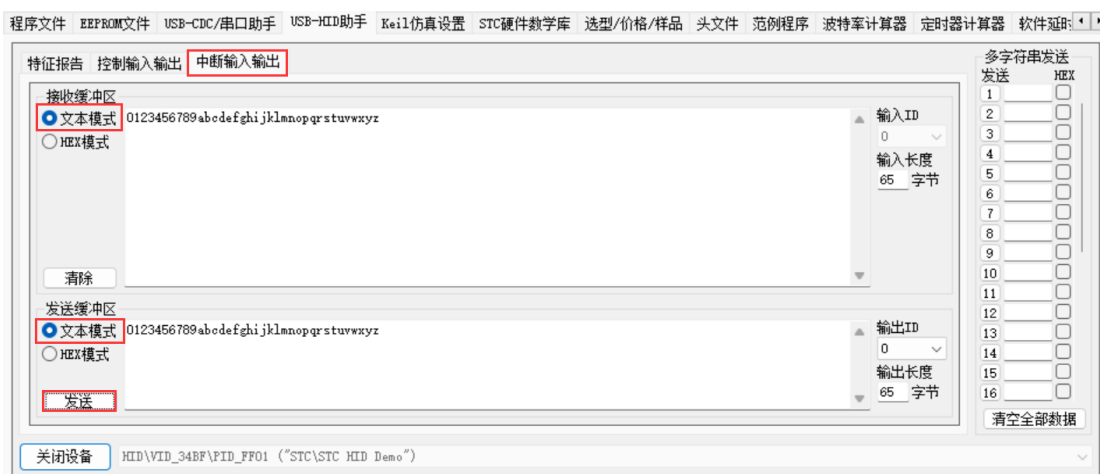 程序文件 EEPROM文件 USB-CDC/串口助手 USB-HID助手 Keil仿真设置 STC硬件数学库 选型/价格/样品 头文件 范例程序 波特率计算器 定时器计算器 软件延时
特征报告 控制输入输出 中断输入输出
接收缓冲区
文本模式 0123456789abcdefghijklmnopqrstuvwxyz
HEX模式
清除
输入ID
0
输入长度
65 字节
发送缓冲区
文本模式 0123456789abcdefghijklmnopqrstuvwxyz
HEX模式
发送
输出ID
0
输出长度
65 字节
多字符串发送
发送 HEX
1
2
3
4
5
6
7
8
9
10
11
12
13
14
15
16
清空全部数据
关闭设备 HID\VID_34BF\PID_FF01 ("STC\STC HID Demo")